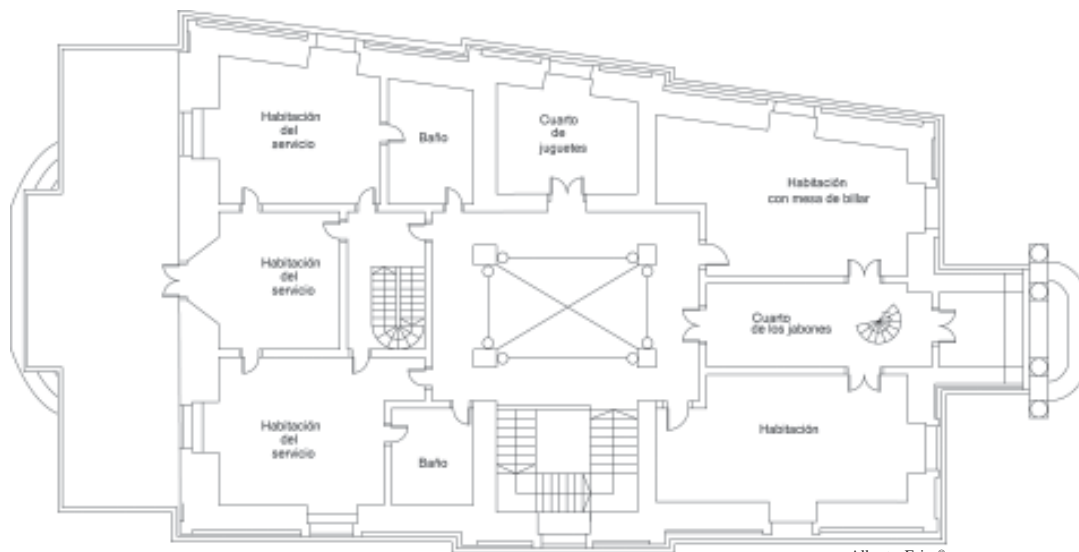 Habitación
del
servicio
Baño
Cuarto
de
juguetes
Habitación
con mesa de billar
Habitación
del
servicio
Cuarto
de los jabones
Habitación
del
servicio
Baño
Habitación